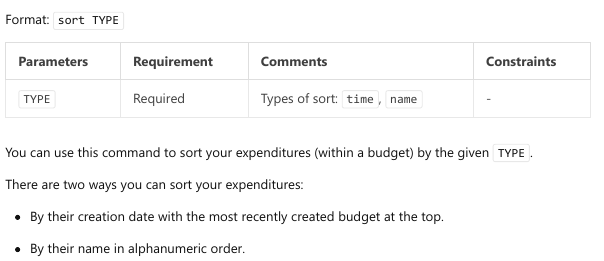 Format: sort TYPE
Parameters Requirement Comments Constraints
TYPE Required Types of sort: time, name -
You can use this command to sort your expenditures (within a budget) by the given TYPE.
There are two ways you can sort your expenditures:
• By their creation date with the most recently created budget at the top.
• By their name in alphanumeric order.